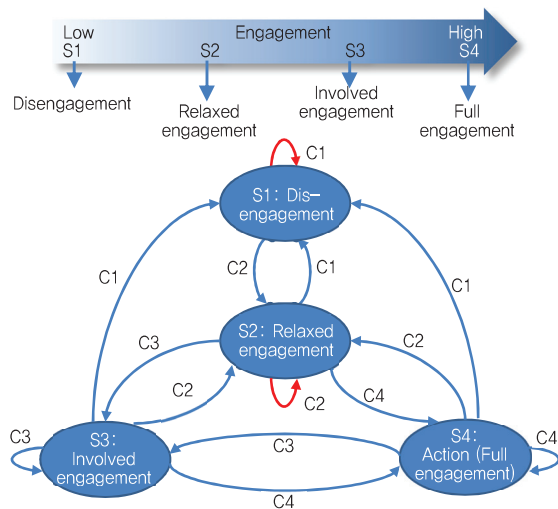 Low
Engagement
High
S1
S2
S3
S4
Disengagement
Relaxed
engagement
Involved
engagement
Full
engagement
C1
S1: Dis-
engagement
C1
C2
C1
C1
S2: Relaxed
engagement
C3
C2
C2
C2
C4
C3
S3:
Involved
engagement
C3
C4
S4:
Action (Full
engagement)
C4